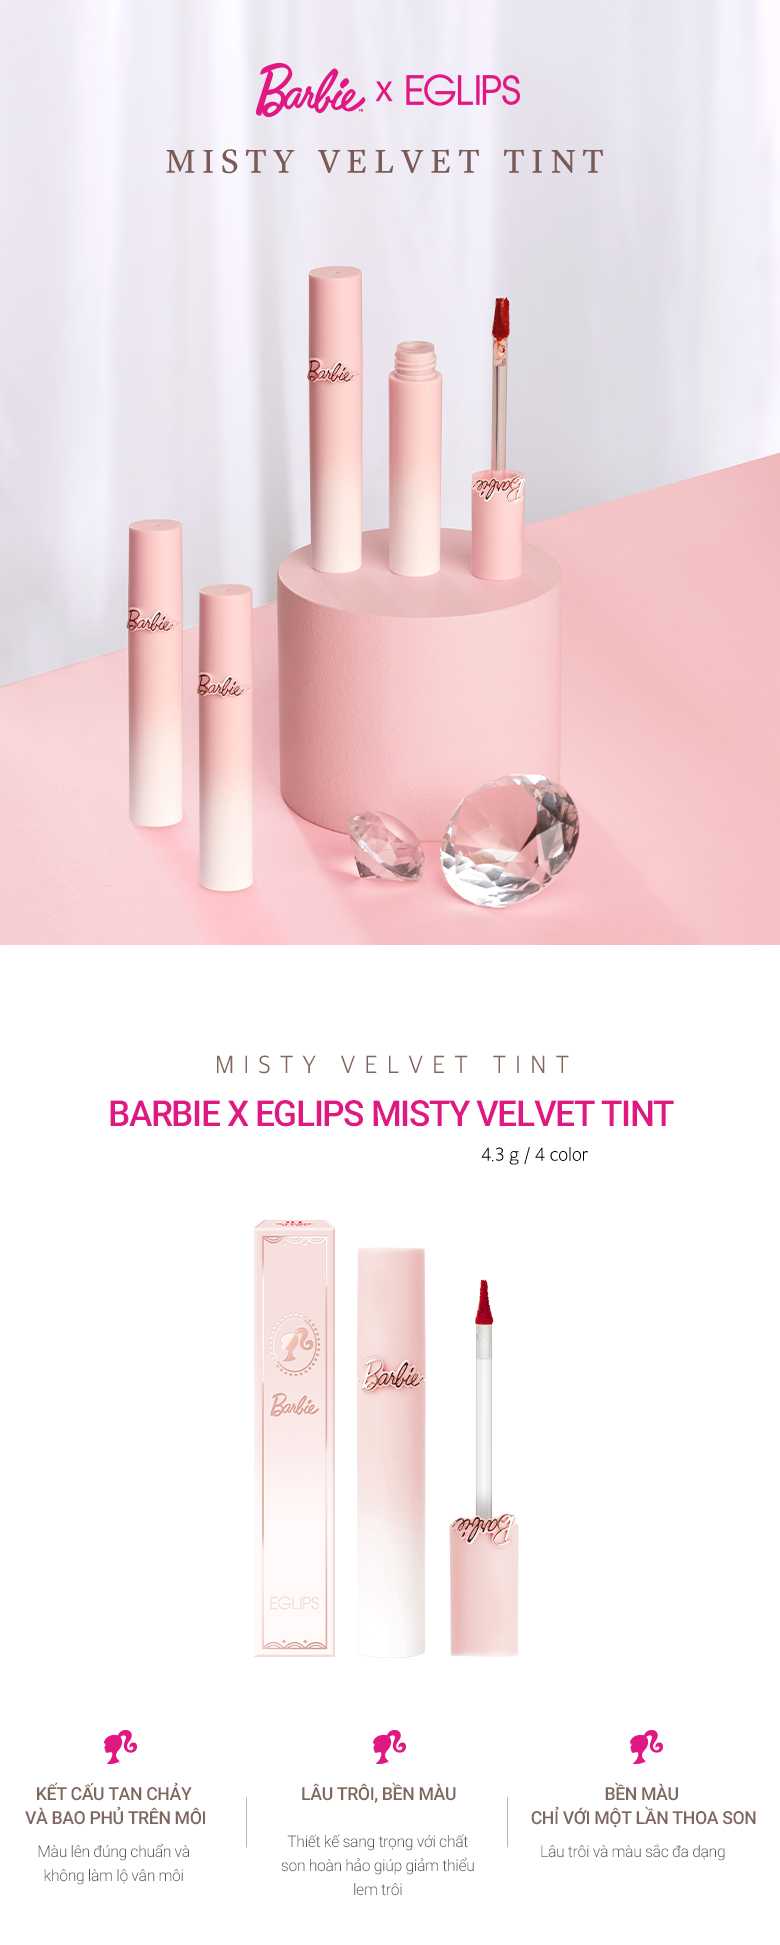 Barbie x EGLIPS
MISTY VELVET TINT
Barbie
Barbie
Barbie
Barbie
MISTY VELVET TINT
BARBIE X EGLIPS MISTY VELVET TINT
4.3 g / 4 color
Barbie
Barbie
Barbie
EGLIPS
KẾT CẤU TAN CHẢY
VÀ BAO PHỦ TRÊN MÔI
Màu lên đúng chuẩn và
không làm lộ vân môi
LÂU TRÔI, BỀN MÀU
Thiết kế sang trọng với chất
son hoàn hảo giúp giảm thiểu
lem trôi
BỀN MÀU
CHỈ VỚI MỘT LẦN THOA SON
Lâu trôi và màu sắc đa dạng